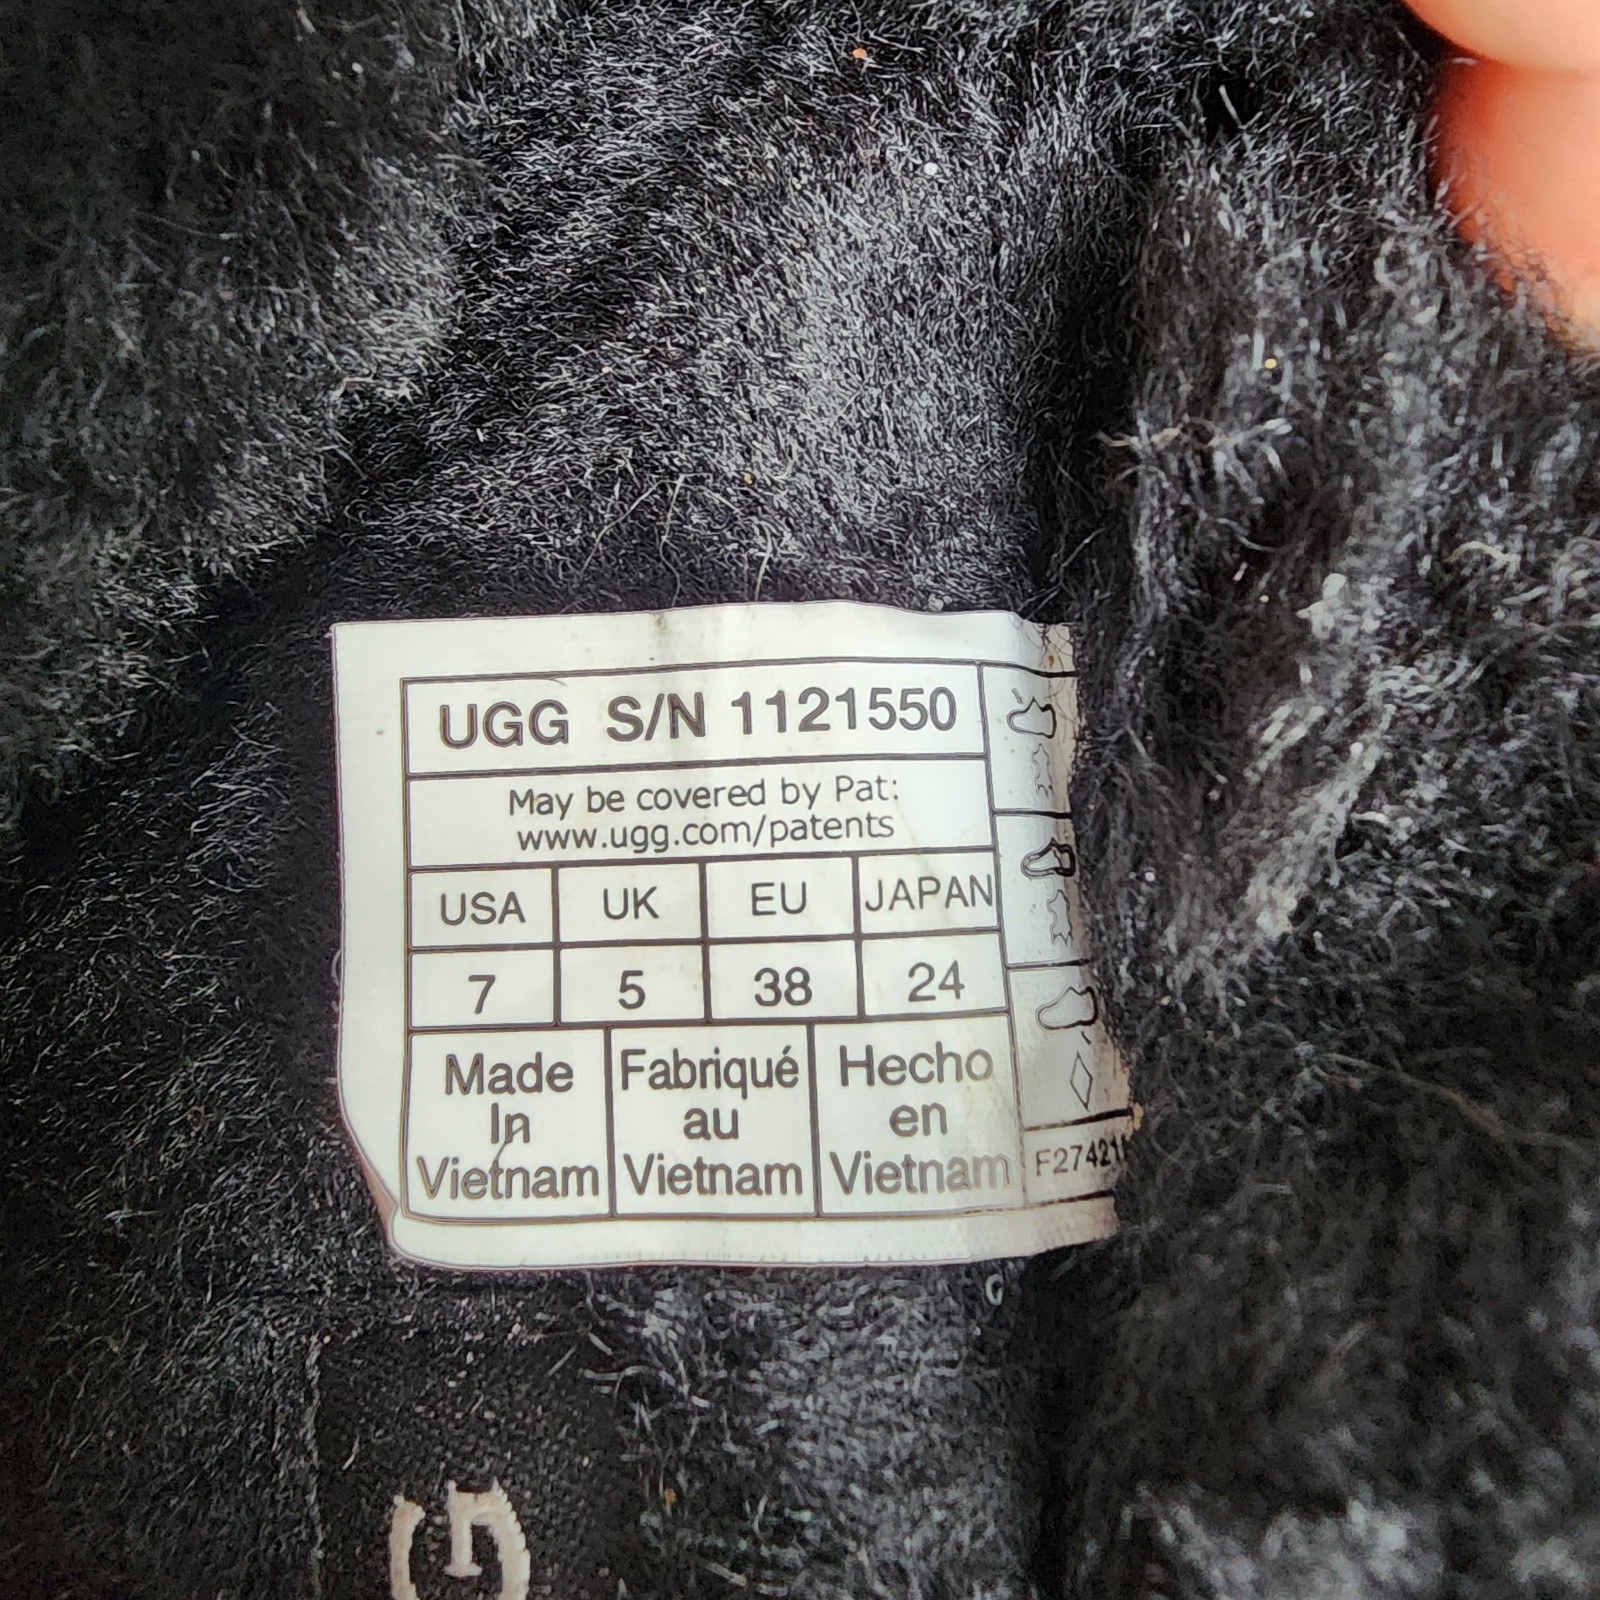 UGG S/N 1121550
May be covered by Pat:
www.ugg.com/patents
USA UK EU JAPAN
7 5 38 24
Made In Vietnam
Fabriqué au Vietnam
Hecho en Vietnam
F27421
G